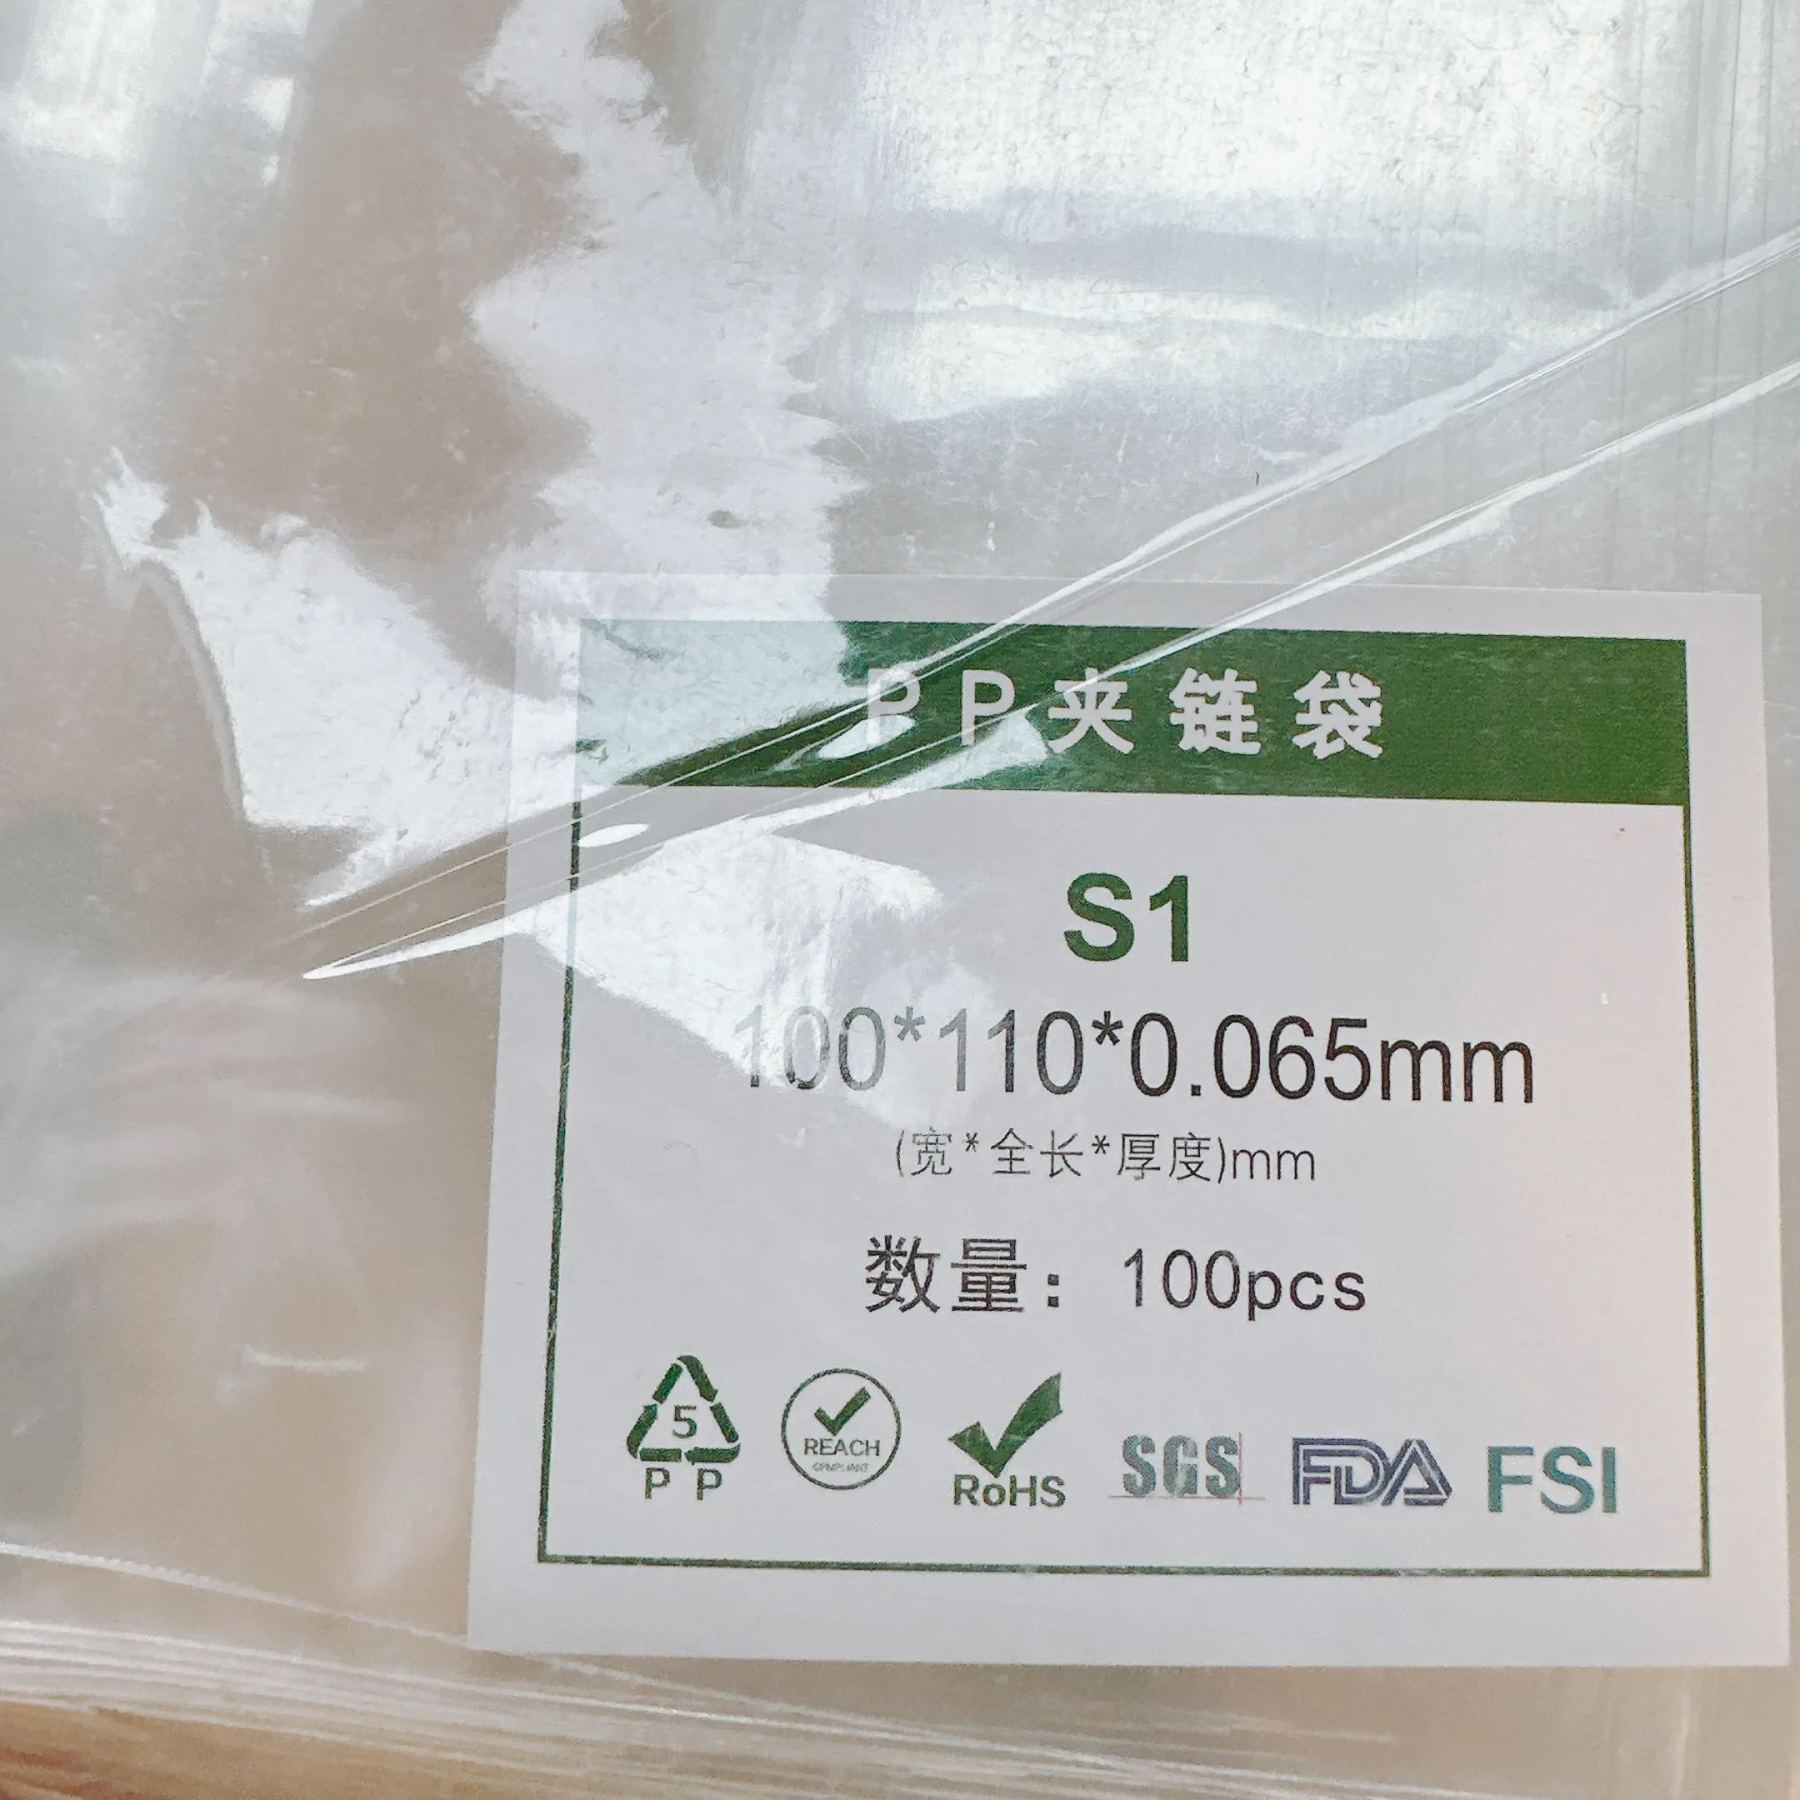 PP夹链袋
S1
100*110*0.065mm
(宽*全长*厚度)mm
数量：100pcs
5
PP
REACH
COMPLIANT
RoHS
SGS
FDA
FSI